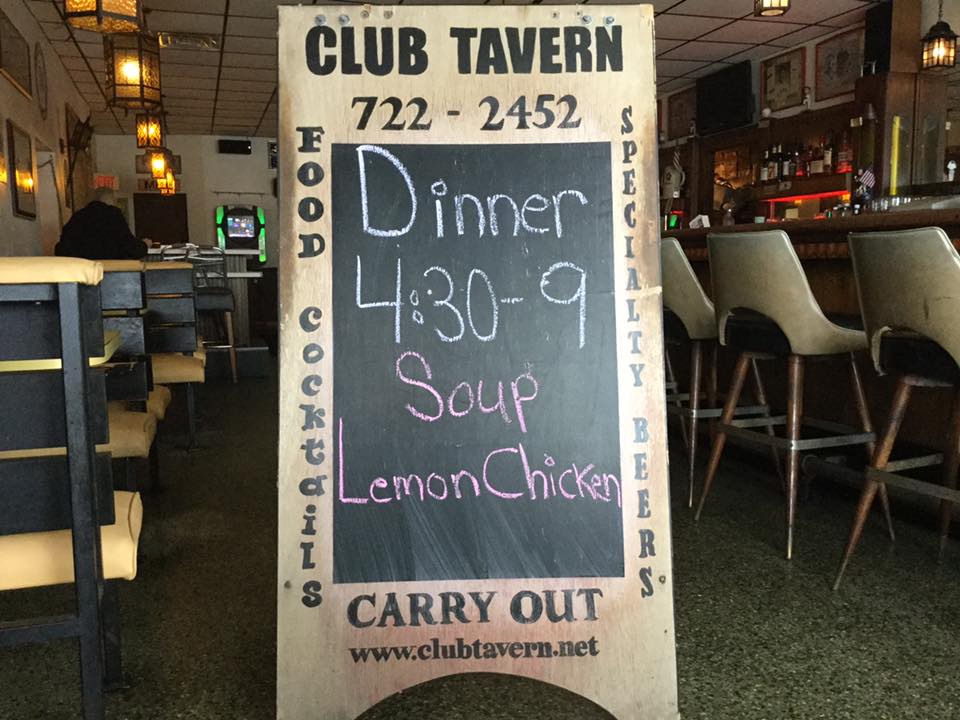 CLUB TAVERN
722-2452
FOOD COCKtAiLS
SPECIALTY BEERS
Dinner
4:30-9
Soup
Lemon Chicken
CARRY OUT
www.clubtavern.net